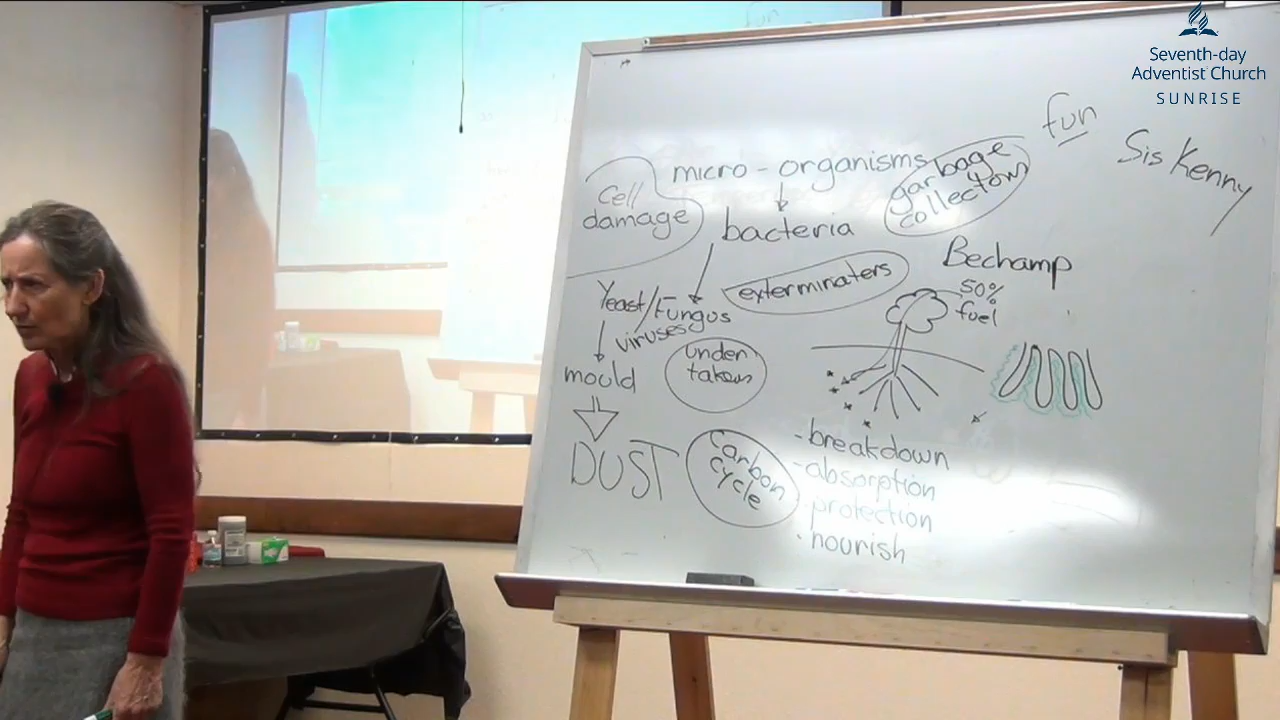 Seventh-day
Adventist Church
SUNRISE
fun
Sis Kenny
micro-organisms
garbage
collectors
Cell
damage
bacteria
Bechamp
exterminaters
50%
fuel
Yeast/Fungus
viruses
under
takers
mould
DUST
carbon
cycle
-breakdown
-absorption
protection
· nourish